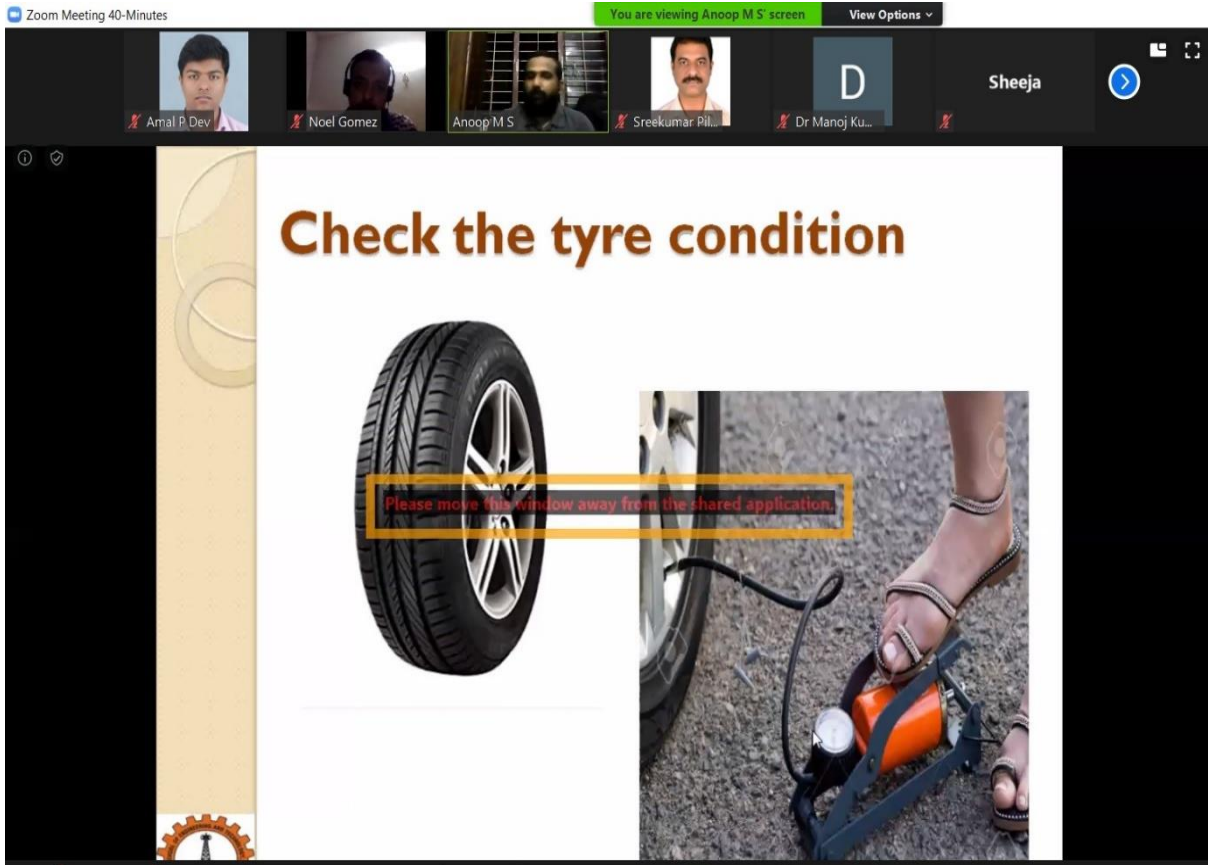 Zoom Meeting 40-Minutes
You are viewing Anoop M S' screen
View Options
Amal P Dev
Noel Gomez
Anoop M S
Sreekumar Pil...
D
Dr Manoj Ku...
Sheeja
Check the tyre condition
Please move this window away from the shared application.